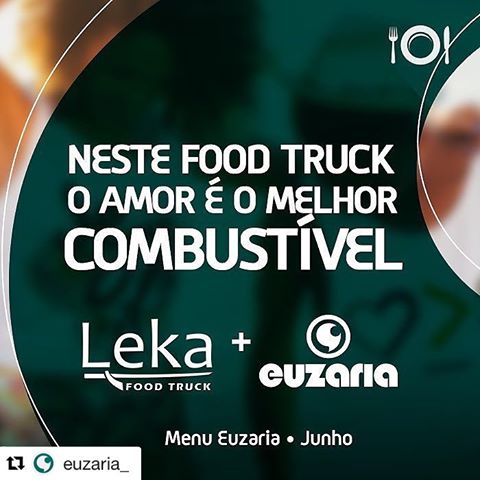 NESTE FOOD TRUCK
O AMOR É O MELHOR
COMBUSTÍVEL
Leka + euzaria
FOOD TRUCK
Menu Euzaria • Junho
euzaria_